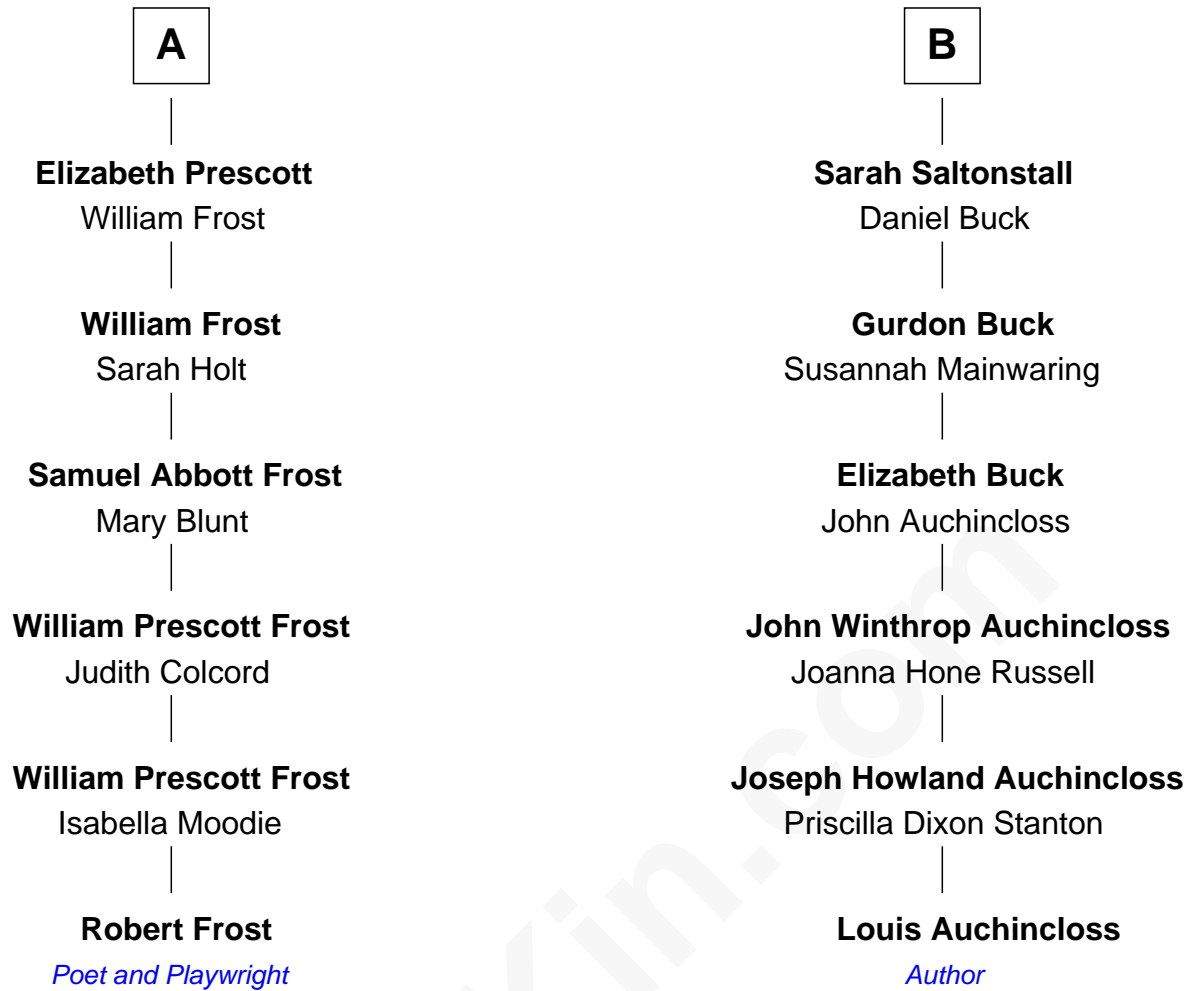 A
Elizabeth Prescott
William Frost
William Frost
Sarah Holt
Samuel Abbott Frost
Mary Blunt
William Prescott Frost
Judith Colcord
William Prescott Frost
Isabella Moodie
Robert Frost
Poet and Playwright
B
Sarah Saltonstall
Daniel Buck
Gurdon Buck
Susannah Mainwaring
Elizabeth Buck
John Auchincloss
John Winthrop Auchincloss
Joanna Hone Russell
Joseph Howland Auchincloss
Priscilla Dixon Stanton
Louis Auchincloss
Author
Kin.com